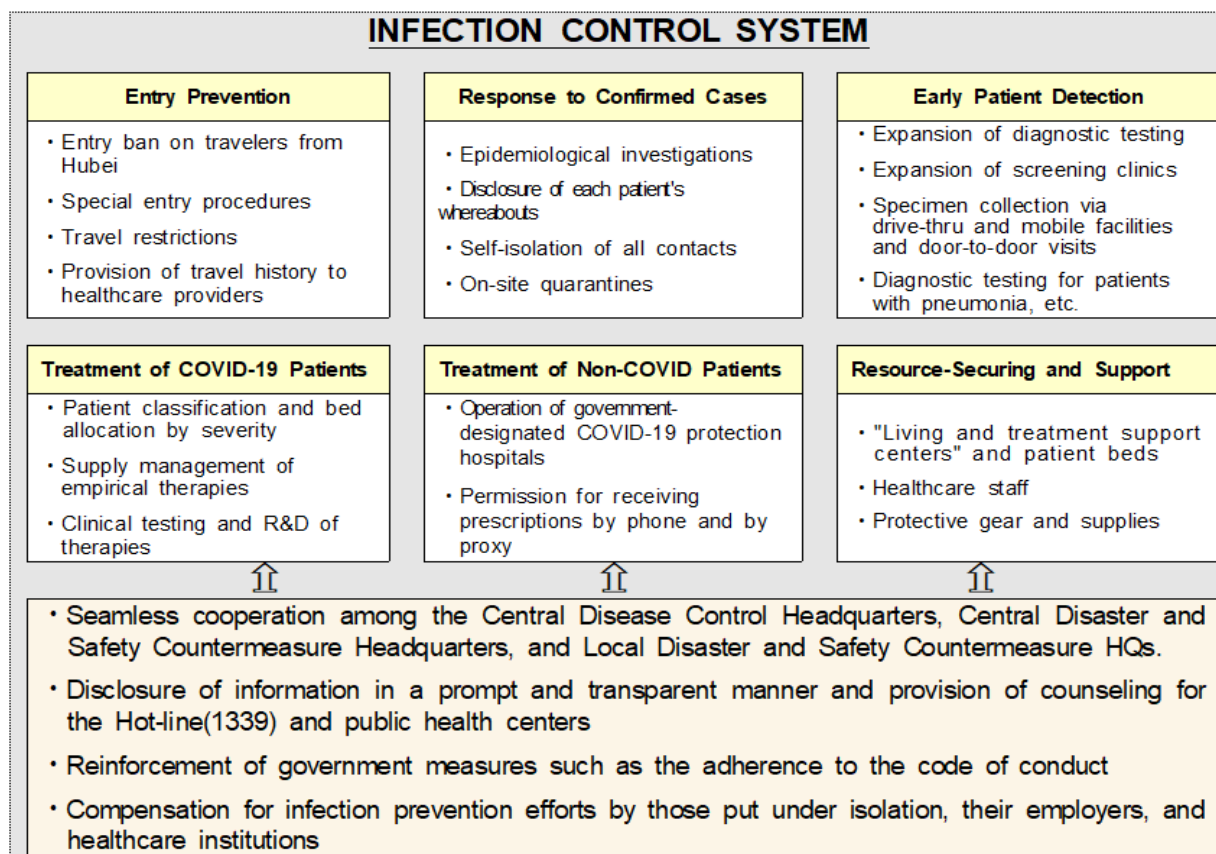 INFECTION CONTROL SYSTEM
Entry Prevention
· Entry ban on travelers from
Hubei
· Special entry procedures
· Travel restrictions
· Provision of travel history to
healthcare providers
Response to Confirmed Cases
· Epidemiological investigations
· Disclosure of each patient's
whereabouts
· Self-isolation of all contacts
· On-site quarantines
Early Patient Detection
· Expansion of diagnostic testing
· Expansion of screening clinics
· Specimen collection via
drive-thru and mobile facilities
and door-to-door visits
· Diagnostic testing for patients
with pneumonia, etc.
Treatment of COVID-19 Patients
· Patient classification and bed
allocation by severity
· Supply management of
empirical therapies
· Clinical testing and R&D of
therapies
Treatment of Non-COVID Patients
· Operation of government-
designated COVID-19 protection
hospitals
· Permission for receiving
prescriptions by phone and by
proxy
Resource-Securing and Support
· "Living and treatment support
centers" and patient beds
· Healthcare staff
· Protective gear and supplies
· Seamless cooperation among the Central Disease Control Headquarters, Central Disaster and
Safety Countermeasure Headquarters, and Local Disaster and Safety Countermeasure HQs.
· Disclosure of information in a prompt and transparent manner and provision of counseling for
the Hot-line(1339) and public health centers
· Reinforcement of government measures such as the adherence to the code of conduct
· Compensation for infection prevention efforts by those put under isolation, their employers, and
healthcare institutions